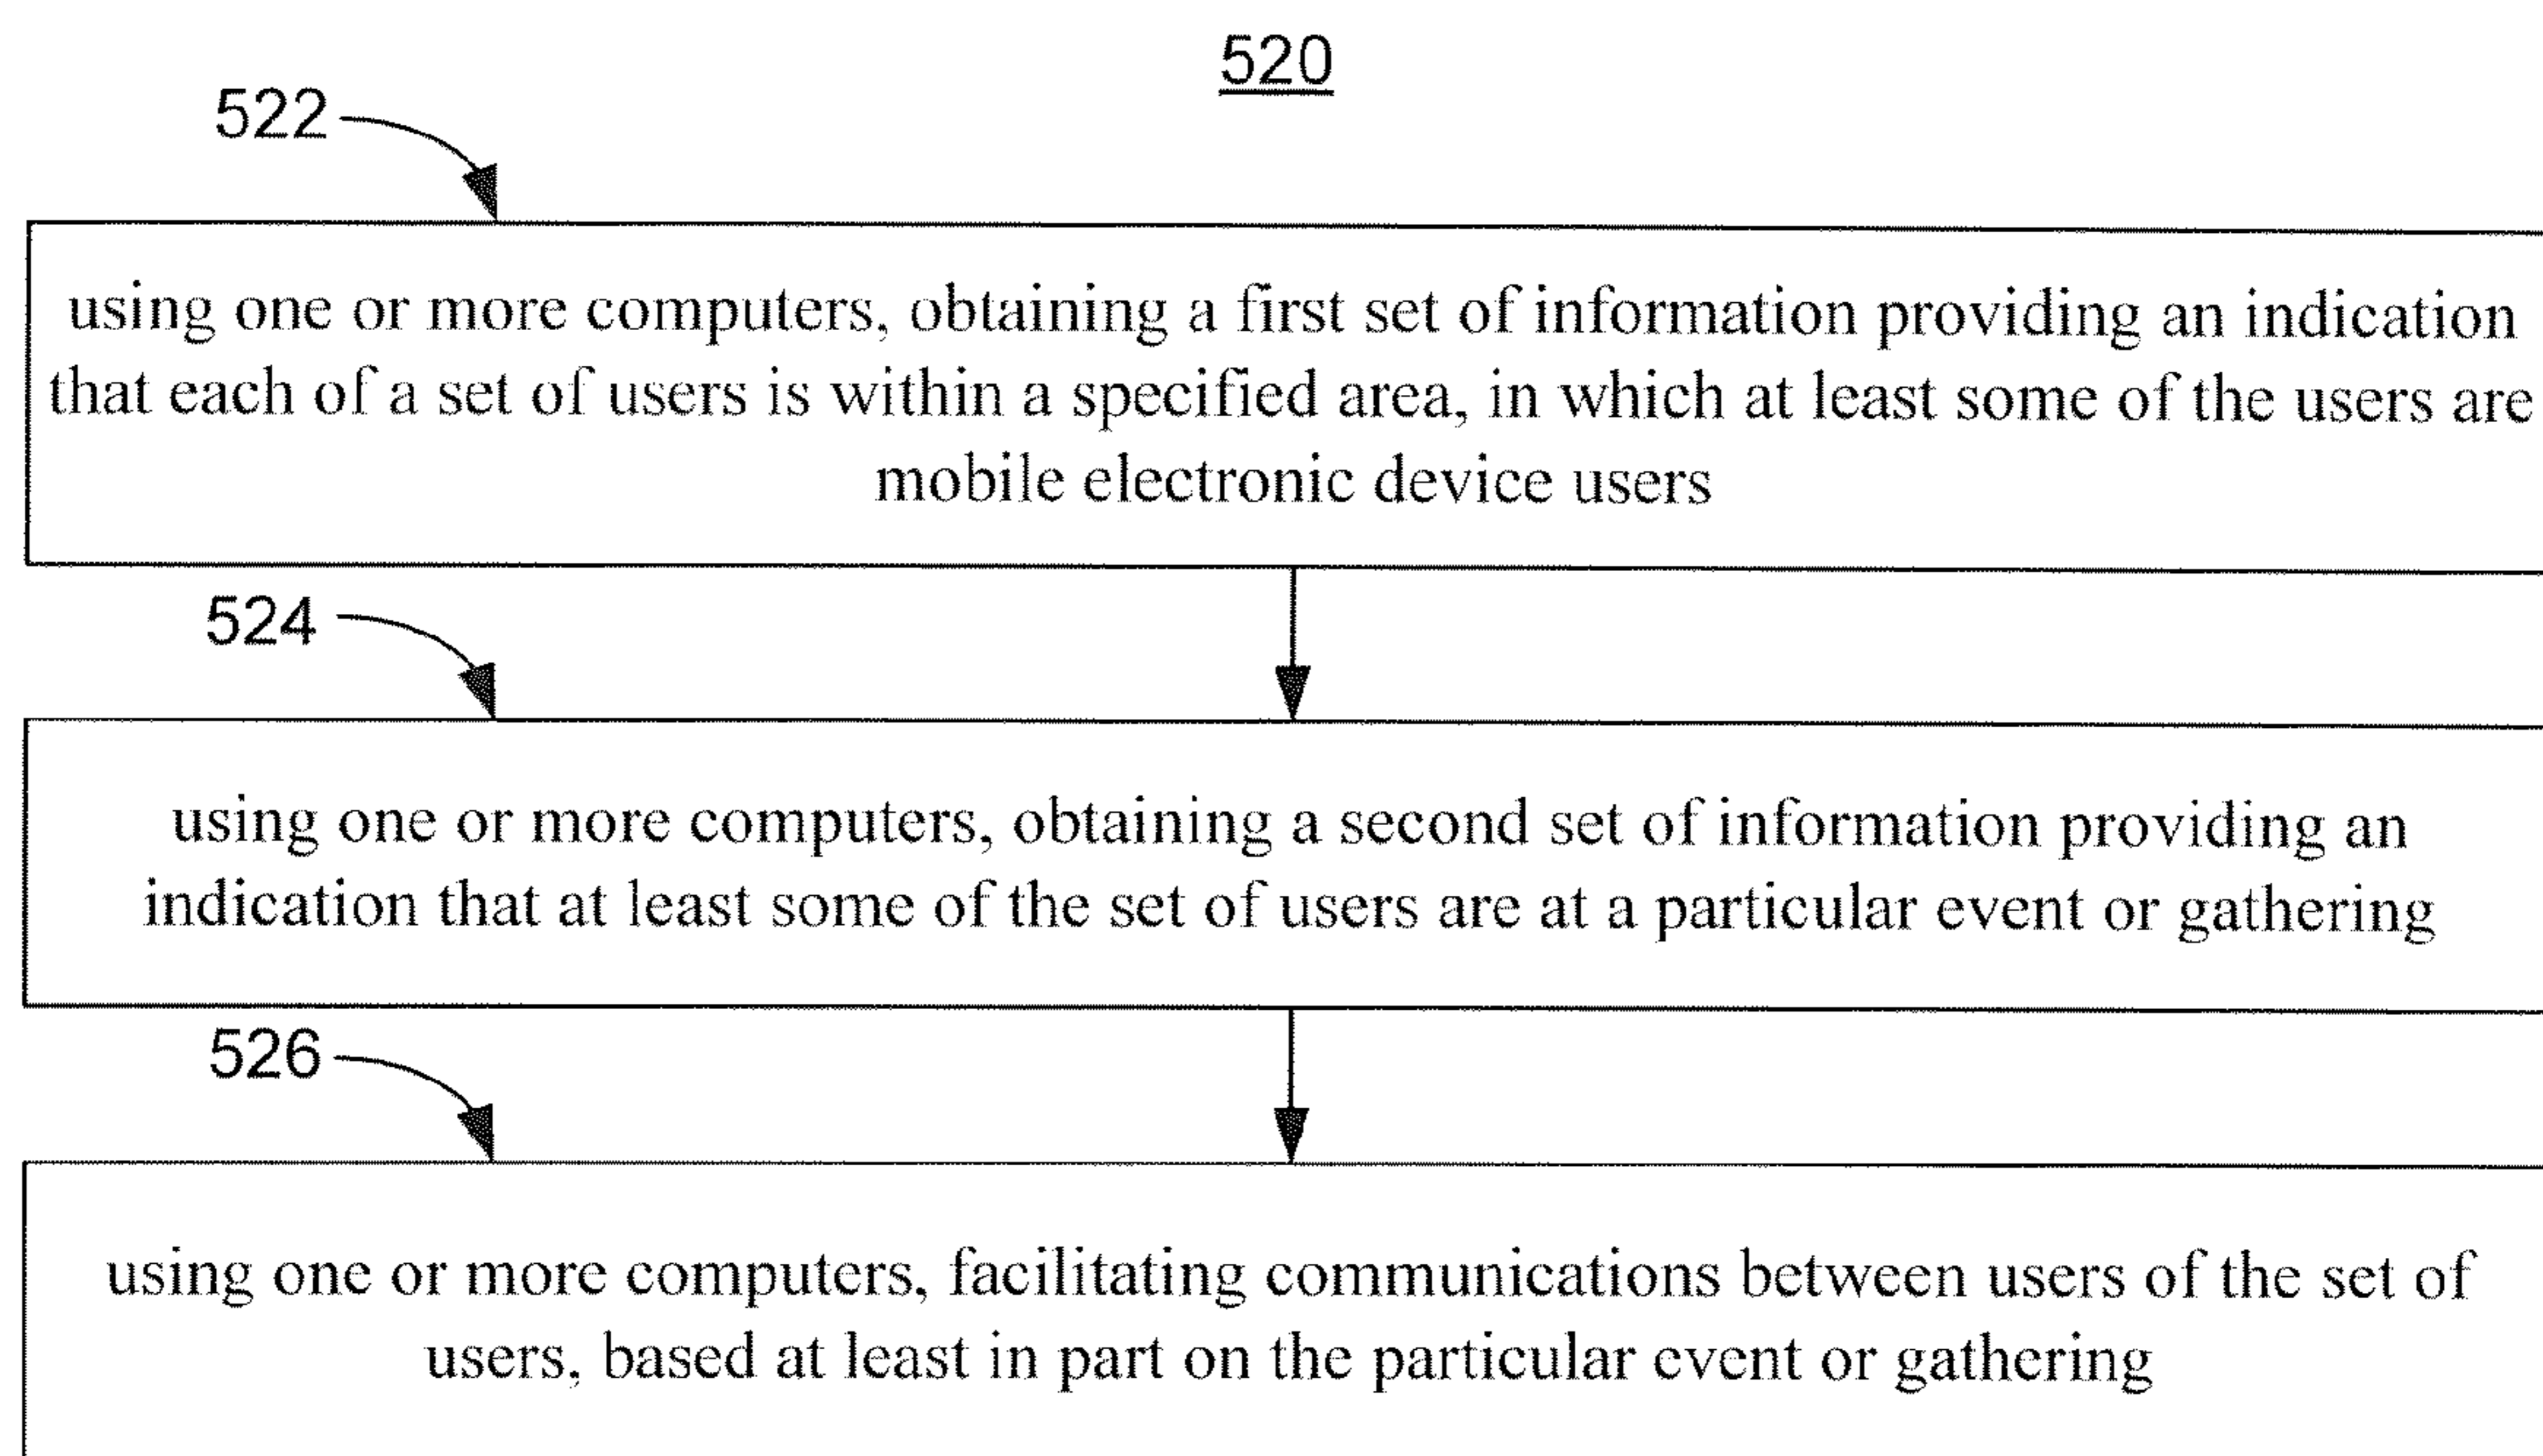 520
522
using one or more computers, obtaining a first set of information providing an indication
that each of a set of users is within a specified area, in which at least some of the users are
mobile electronic device users
524
using one or more computers, obtaining a second set of information providing an
indication that at least some of the set of users are at a particular event or gathering
526
using one or more computers, facilitating communications between users of the set of
users, based at least in part on the particular event or gathering